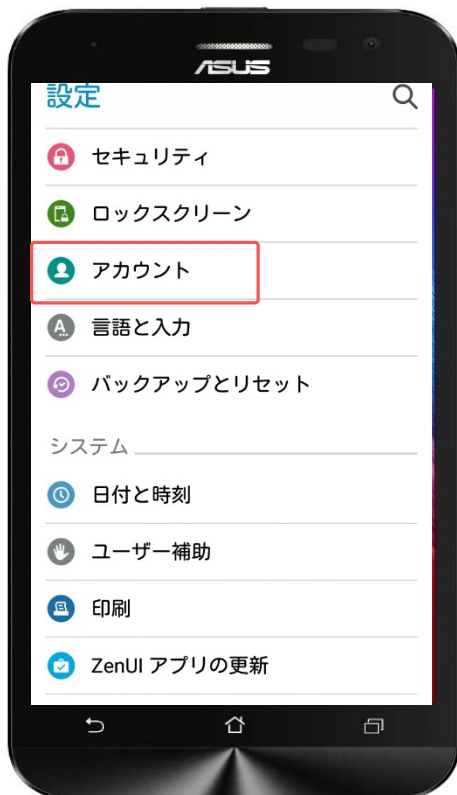 ASUS
設定
セキュリティ
ロックスクリーン
アカウント
A...
言語と入力
バックアップとリセット
システム
日付と時刻
ユーザー補助
印刷
ZenUI アプリの更新